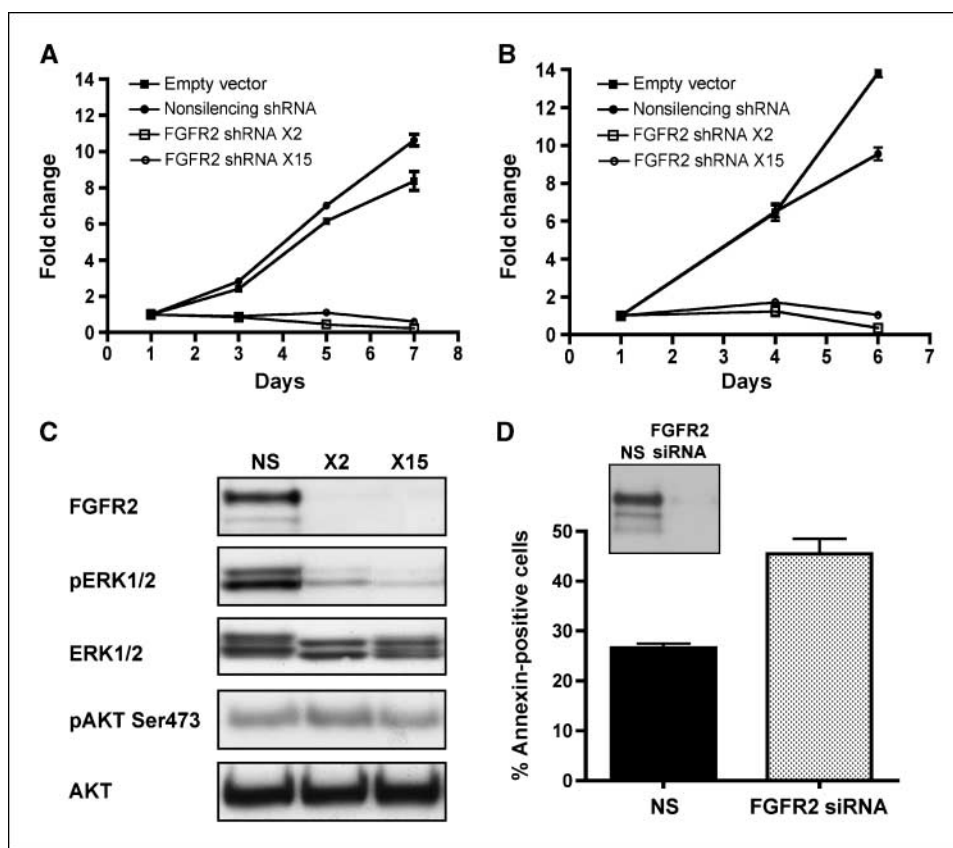 A
Empty vector
Nonsilencing shRNA
FGFR2 shRNA X2
FGFR2 shRNA X15
Fold change
14
12
10
8
6
4
2
0
0 1 2 3 4 5 6 7 8
Days
B
Empty vector
Nonsilencing shRNA
FGFR2 shRNA X2
FGFR2 shRNA X15
Fold change
14
12
10
8
6
4
2
0
0 1 2 3 4 5 6 7
Days
C
NS X2 X15
FGFR2
pERK1/2
ERK1/2
pAKT Ser473
AKT
D
FGFR2
NS siRNA
% Annexin-positive cells
50
40
30
20
10
0
NS FGFR2 siRNA